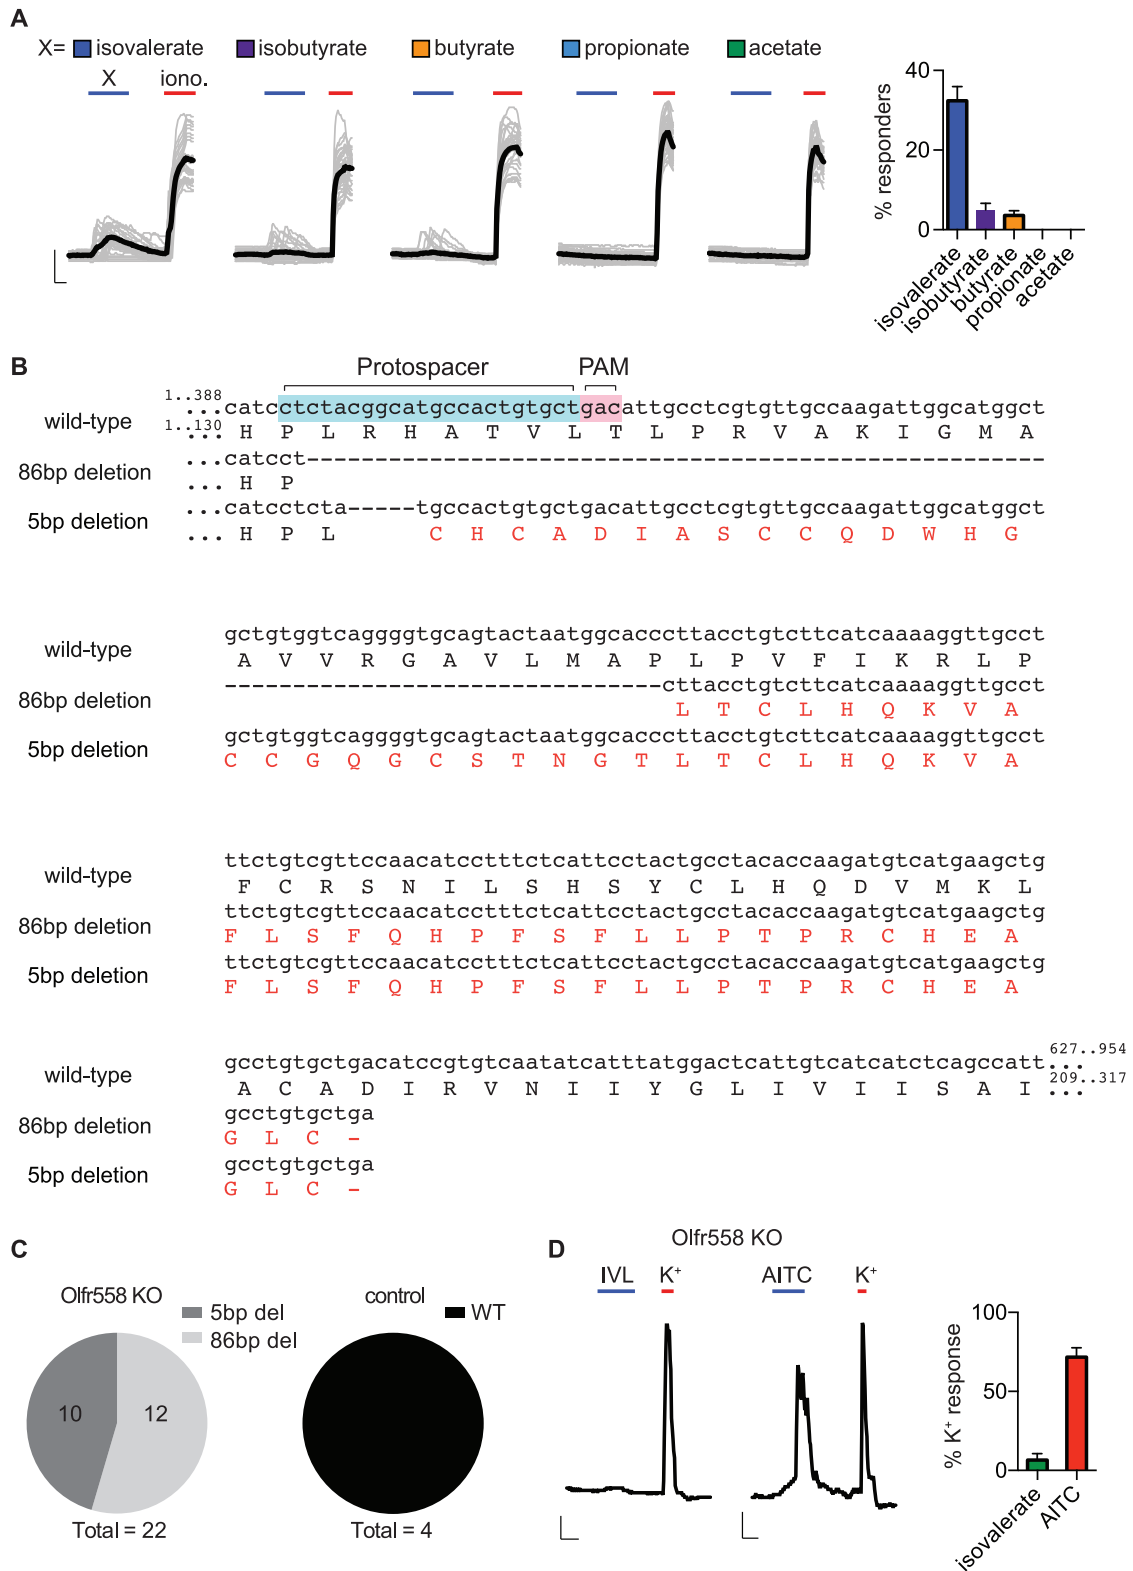 A
X= isovalerate isobutyrate butyrate propionate acetate
X iono.
% responders
40
20
0
isovalerate
isobutyrate
butyrate
propionate
acetate
B
Protospacer PAM
wild-type 1..388 ...catcctctacggcatgccactgtgctgacattgcctcgtgttgccaagattggcatggct
1..130 ... H P L R H A T V L T L P R V A K I G M A
86bp deletion ...catcct------------------------------------------------------
... H P
5bp deletion ...catcctcta-----tgccactgtgctgacattgcctcgtgttgccaagattggcatggct
... H P L C H C A D I A S C C Q D W H G
wild-type gctgtggtcaggggtgcagtactaatggcacccttacctgtcttcatcaaaaggttgcct
A V V R G A V L M A P L P V F I K R L P
86bp deletion --------------------------------cttacctgtcttcatcaaaaggttgcct
L T C L H Q K V A
5bp deletion gctgtggtcaggggtgcagtactaatggcacccttacctgtcttcatcaaaaggttgcct
C C G Q G C S T N G T L T C L H Q K V A
wild-type ttctgtcgttccaacatcctttctcattcctactgcctacaccaagatgtcatgaagctg
F C R S N I L S H S Y C L H Q D V M K L
86bp deletion ttctgtcgttccaacatcctttctcattcctactgcctacaccaagatgtcatgaagctg
F L S F Q H P F S F L L P T P R C H E A
5bp deletion ttctgtcgttccaacatcctttctcattcctactgcctacaccaagatgtcatgaagctg
F L S F Q H P F S F L L P T P R C H E A
wild-type gcctgtgctgacatccgtgtcaatatcatttatggactcattgtcatcatctcagccatt... 627..954
A C A D I R V N I I Y G L I V I I S A I ... 209..317
86bp deletion gcctgtgctga
G L C -
5bp deletion gcctgtgctga
G L C -
C
Olfr558 KO
5bp del
86bp del
10 12
Total = 22
control
WT
Total = 4
D
Olfr558 KO
IVL K⁺ AITC K⁺
% K⁺ response
100
50
0
isovalerate
AITC